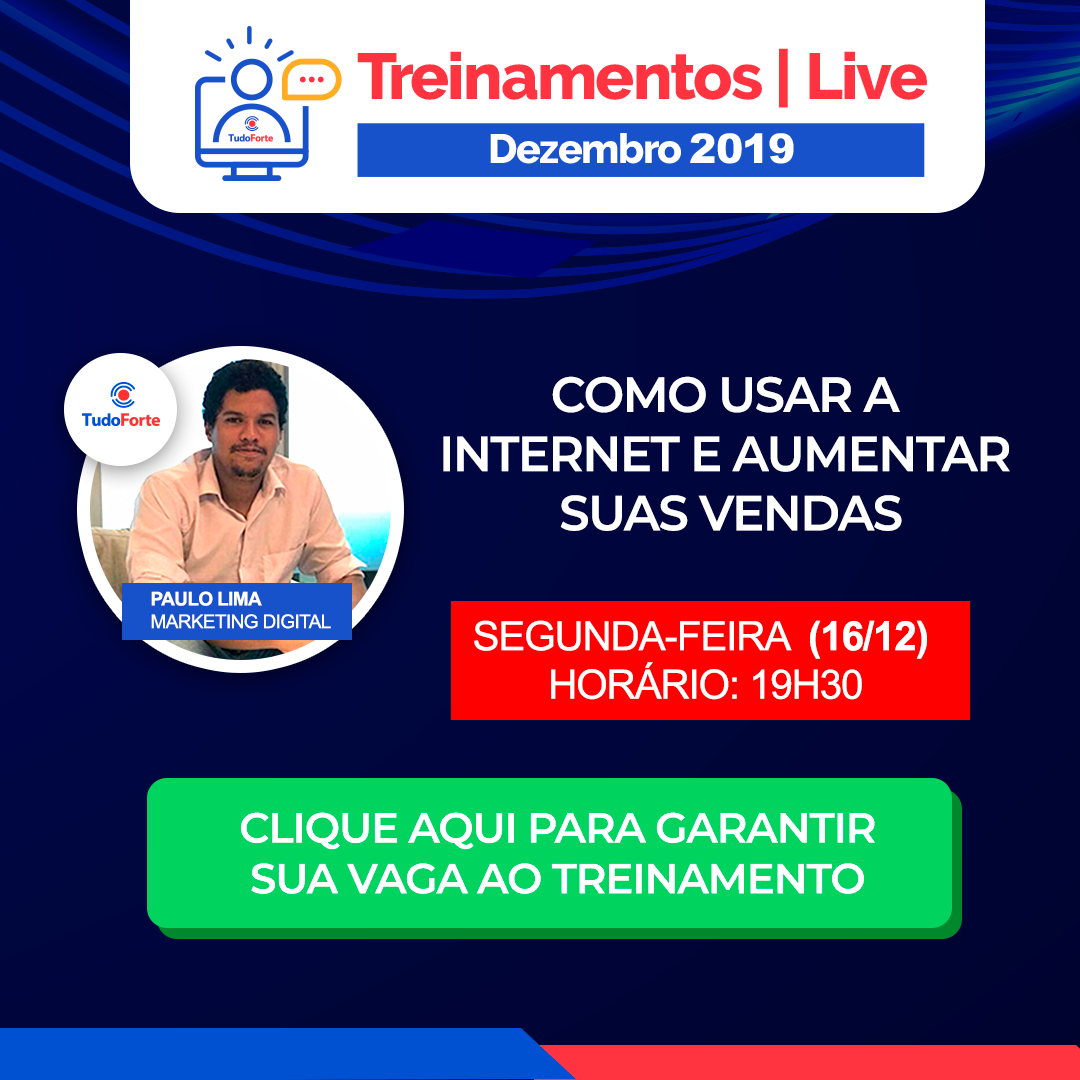 Treinamentos | Live
TudoForte
Dezembro 2019
TudoForte
COMO USAR A
INTERNET E AUMENTAR
SUAS VENDAS
PAULO LIMA
MARKETING DIGITAL
SEGUNDA-FEIRA (16/12)
HORÁRIO: 19H30
CLIQUE AQUI PARA GARANTIR
SUA VAGA AO TREINAMENTO